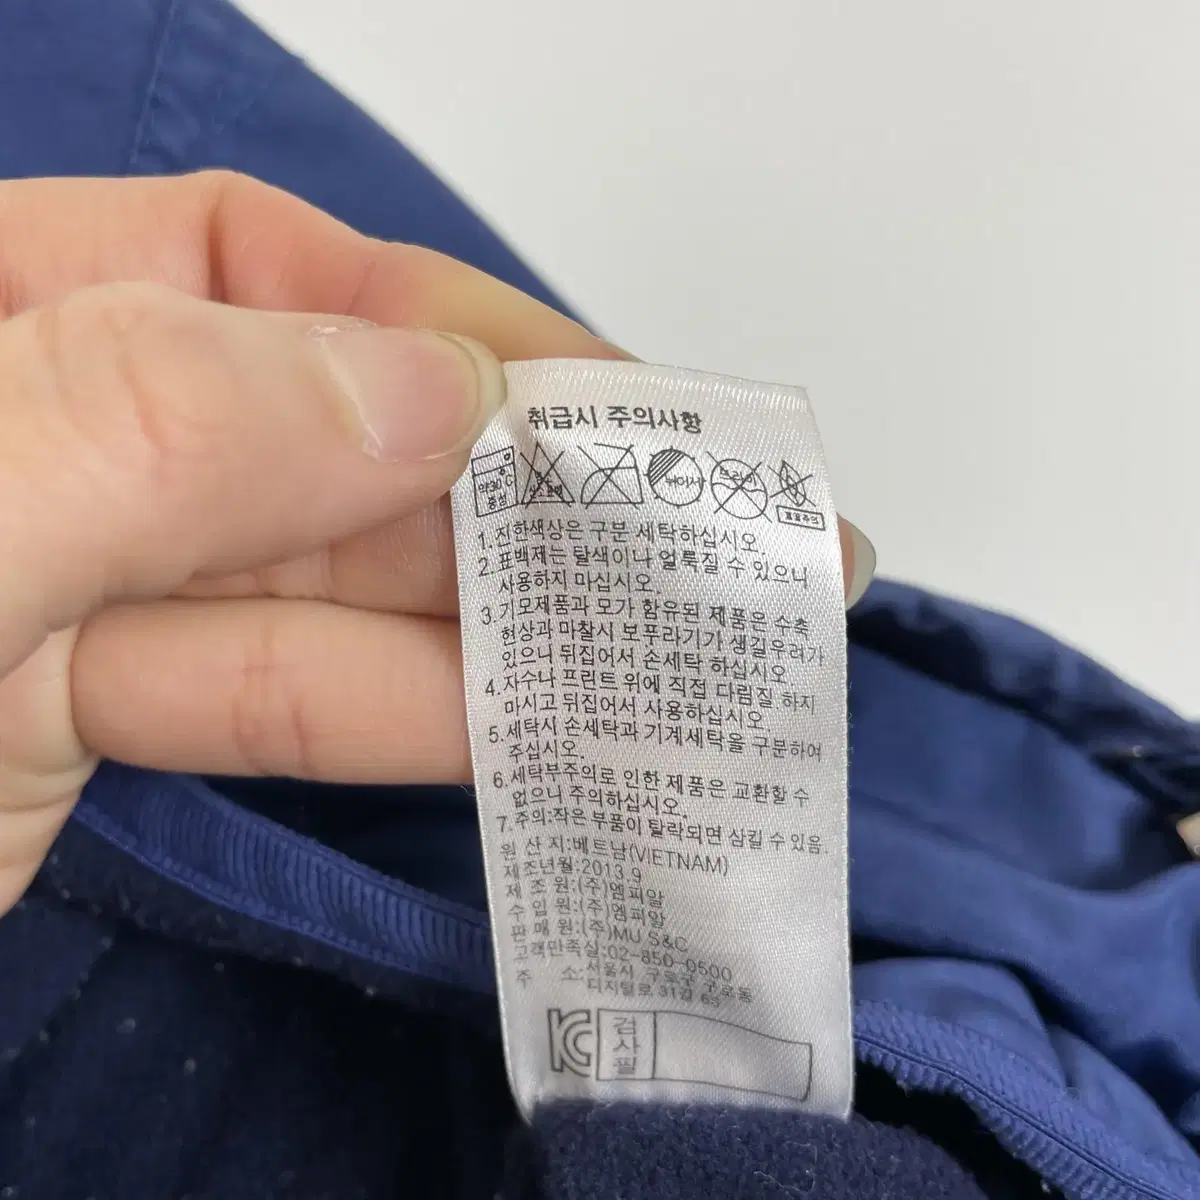 취급시 주의사항
약30℃
중성
드라이
1. 진한색상은 구분 세탁하십시오.
2. 표백제는 탈색이나 얼룩질 수 있으니
사용하지 마십시오.
3. 기모제품과 모가 함유된 제품은 수축
현상과 마찰시 보푸라기가 생길우려가
있으니 뒤집어서 손세탁 하십시오
4. 자수나 프린트 위에 직접 다림질 하지
마시고 뒤집어서 사용하십시오.
5. 세탁시 손세탁과 기계세탁을 구분하여
주십시오.
6. 세탁부주의로 인한 제품은 교환할 수
없으니 주의하십시오.
7. 주의:작은 부품이 탈락되면 삼킬 수 있음.
원 산 지:베트남(VIETNAM)
제조년월:2013.9
제 조 원:(주)엠피알
수 입 원:(주)엠피알
판 매 원:(주)MU S&C
고객만족실:02-850-0500
주 소:서울시 구로구 구로동
디지털로 31길 65
KC 검사필